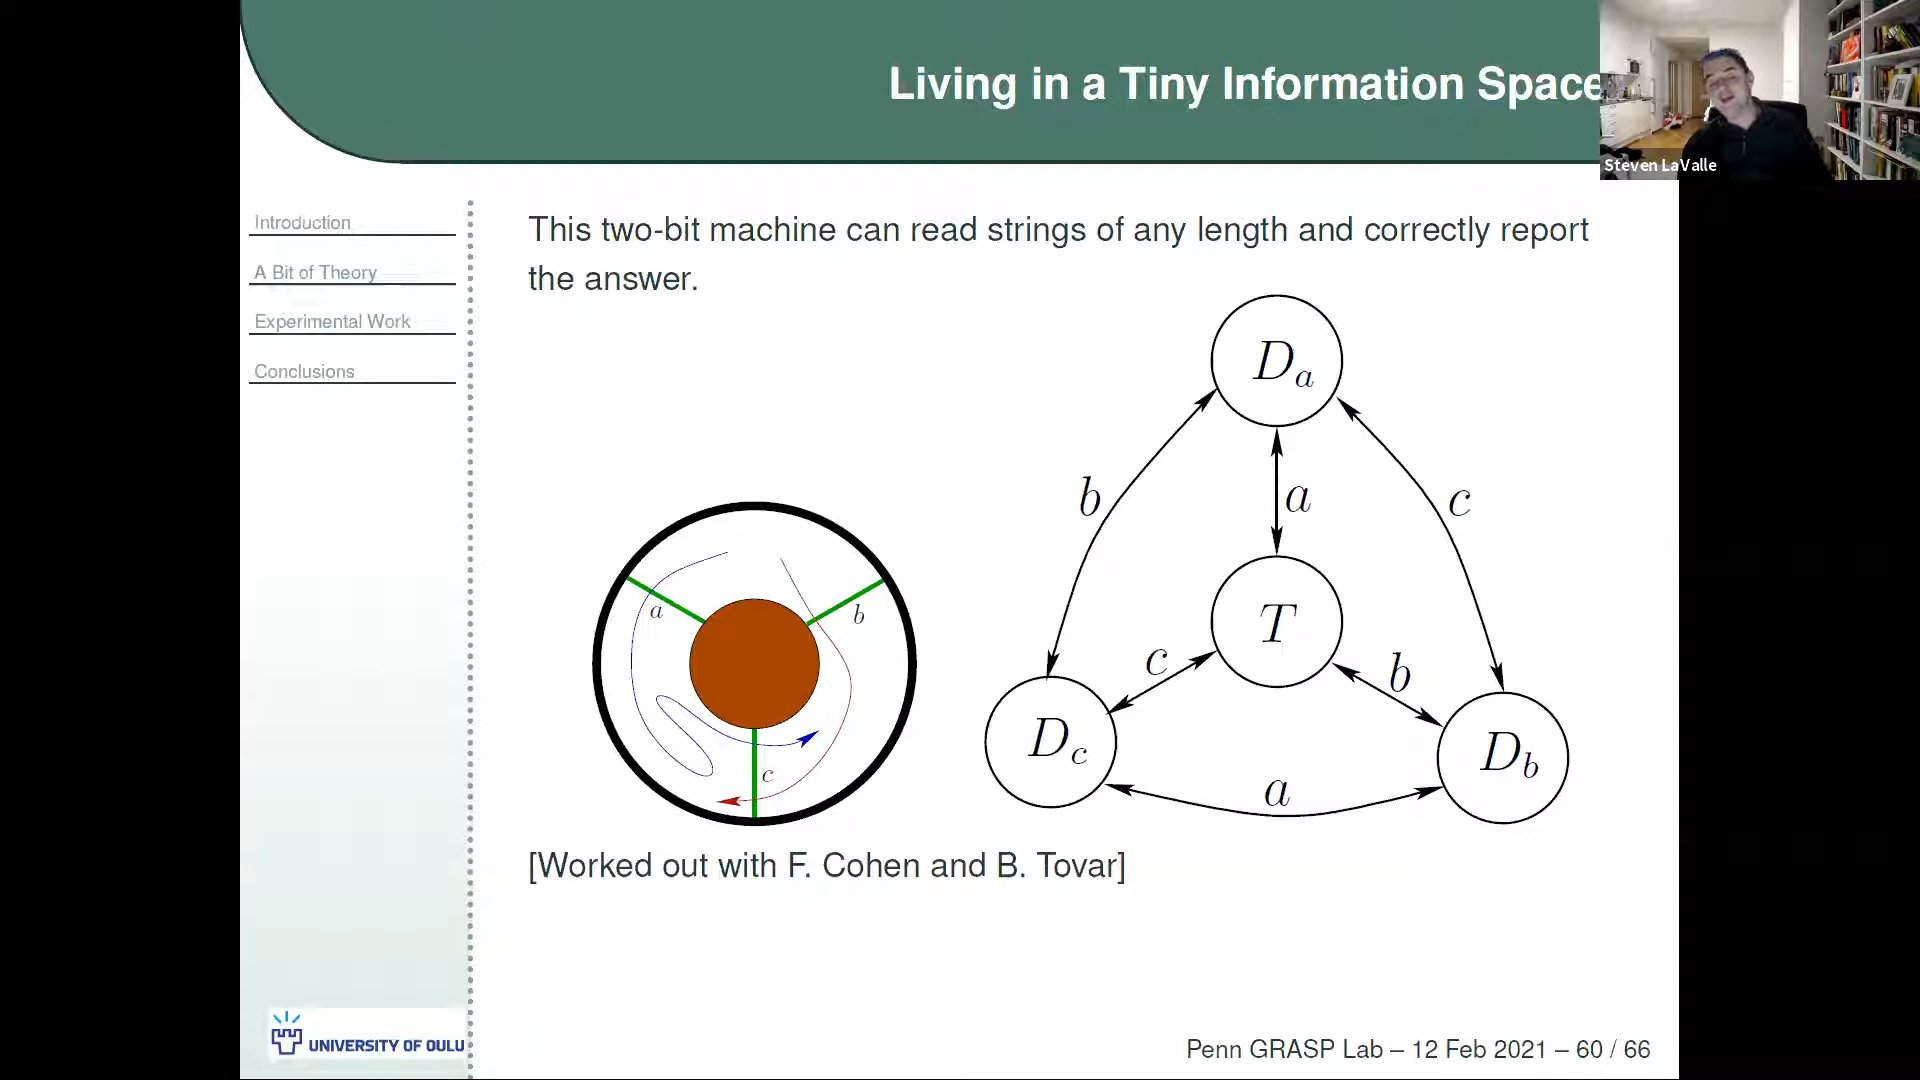 Living in a Tiny Information Space
Steven LaValle
Introduction
A Bit of Theory
Experimental Work
Conclusions
This two-bit machine can read strings of any length and correctly report
the answer.
a
b
c
D_a
b
a
c
T
c
b
D_c
D_b
a
[Worked out with F. Cohen and B. Tovar]
UNIVERSITY OF OULU
Penn GRASP Lab – 12 Feb 2021 – 60 / 66